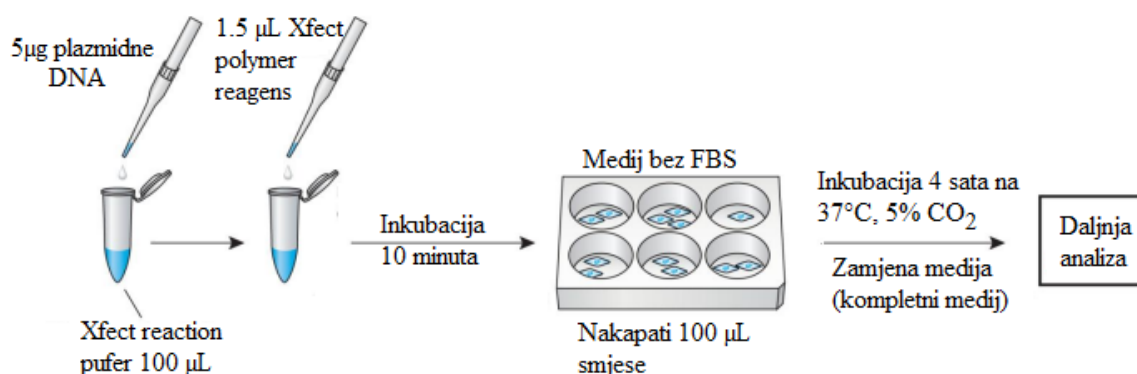 5µg plazmidne
DNA
1.5 µL Xfect
polymer
reagens
Xfect reaction
pufer 100 µL
Inkubacija
10 minuta
Medij bez FBS
Nakapati 100 µL
smjese
Inkubacija 4 sata na
37°C, 5% CO₂
Zamjena medija
(kompletni medij)
Daljnja
analiza